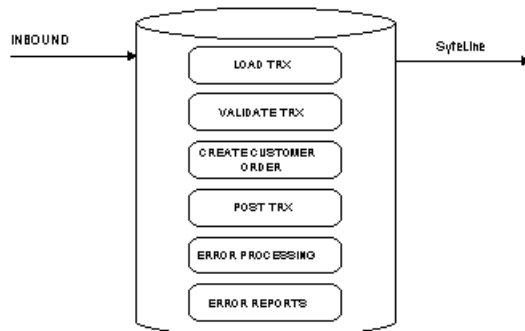 INBOUND
SyteLine
LOAD TRX
VALIDATE TRX
CREATE CUSTOMER
ORDER
POST TRX
ERROR PROCESSING
ERROR REPORTS